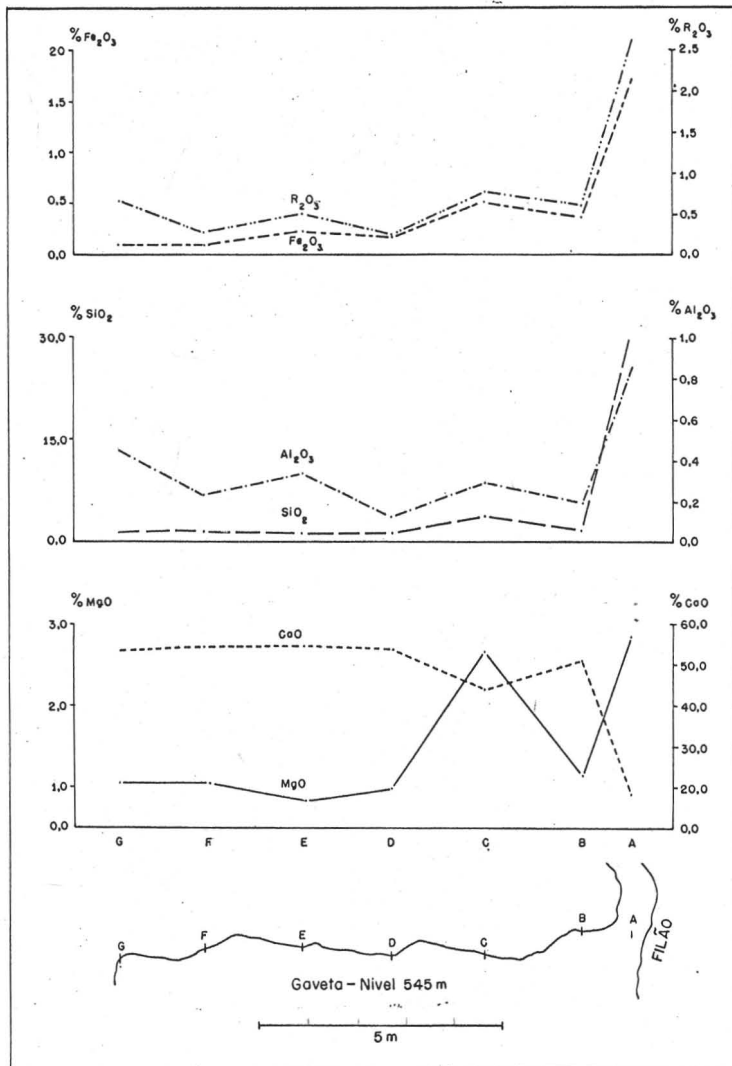 % Fe₂O₃
% R₂O₃
20
1,5
1,0
0,5
0,0
2,5
2,0
1,5
1,0
0,5
0,0
R₂O₃
Fe₂O₃
% SiO₂
% Al₂O₃
30,0
15,0
0,0
1,0
0,8
0,6
0,4
0,2
0,0
Al₂O₃
SiO₂
% MgO
% CaO
3,0
2,0
1,0
0,0
60,0
50,0
40,0
30,0
20,0
0,0
CaO
MgO
G F E D C B A
G F E D C B A
FILÃO
Gaveta – Nível 545 m
5 m